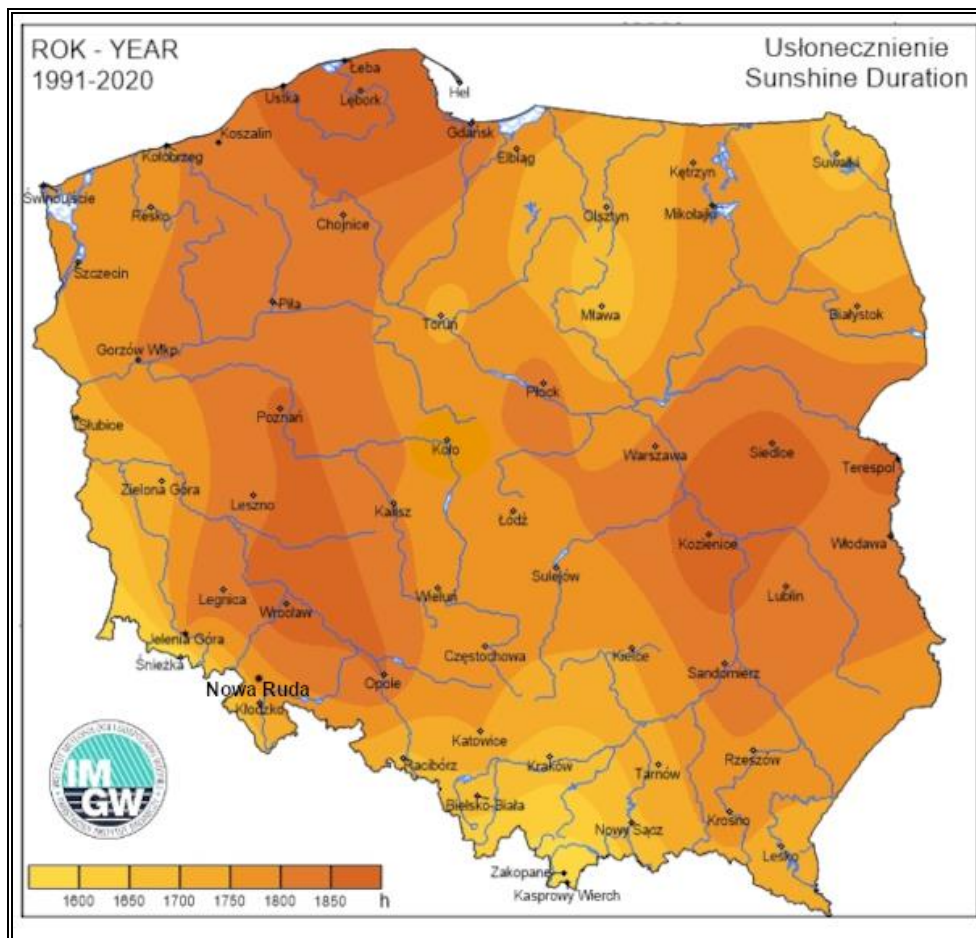 ROK - YEAR
1991-2020
Usłonecznienie
Sunshine Duration
Łeba
Ustka
Lębork
Hel
Gdańsk
Koszalin
Kołobrzeg
Elbląg
Suwałki
Kętrzyn
Świnoujście
Resko
Chojnice
Olsztyn
Mikołajki
Szczecin
Piła
Toruń
Mława
Białystok
Gorzów Wlkp.
Płock
Poznań
Słubice
Koło
Warszawa
Siedlce
Terespol
Zielona Góra
Leszno
Kalisz
Łódź
Kozienice
Włodawa
Sulejów
Legnica
Wrocław
Wieluń
Lublin
Jelenia Góra
Śnieżka
Częstochowa
Kielce
Sandomierz
Nowa Ruda
Opole
Kłodzko
Katowice
Racibórz
Kraków
Tarnów
Rzeszów
IM
GW
Bielsko-Biała
Nowy Sącz
Krosno
Lesko
Zakopane
Kasprowy Wierch
1600 1650 1700 1750 1800 1850 h